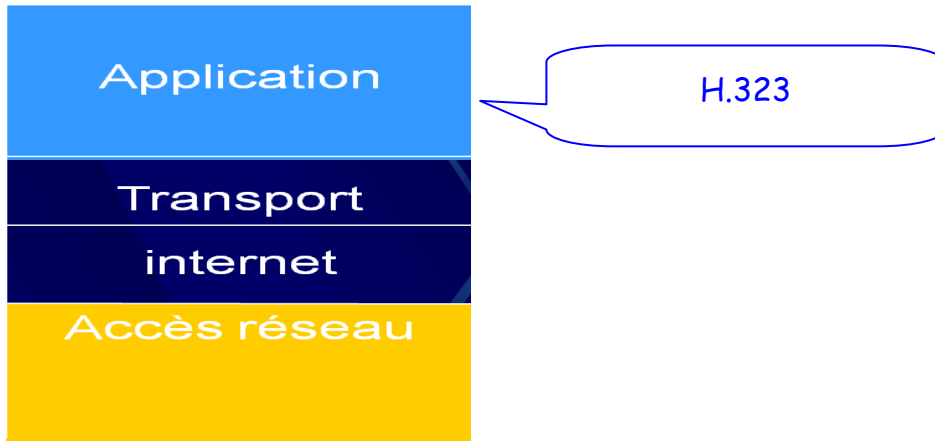 Application
H.323
Transport
internet
Accès réseau